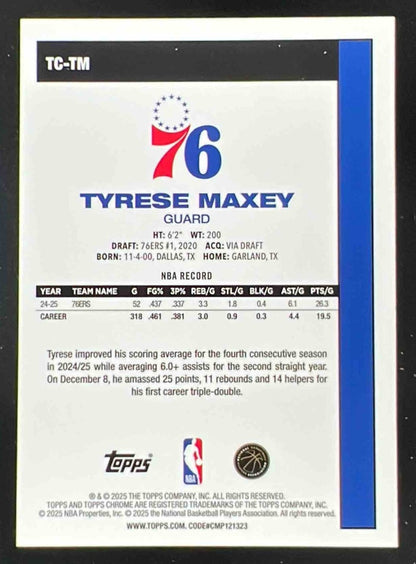 TC-TM
76
TYRESE MAXEY
GUARD
HT: 6'2" WT: 200
DRAFT: 76ERS #1, 2020 ACQ: VIA DRAFT
BORN: 11-4-00, DALLAS, TX HOME: GARLAND, TX
NBA RECORD
YEAR TEAM NAME G FG% 3P% REB/G STL/G BLK/G AST/G PTS/G
24-25 76ERS 52 .437 .337 3.3 1.8 0.4 6.1 26.3
CAREER 318 .461 .381 3.0 0.9 0.3 4.4 19.5
Tyrese improved his scoring average for the fourth consecutive season
in 2024/25 while averaging 6.0+ assists for the second straight year.
On December 8, he amassed 25 points, 11 rebounds and 14 helpers for
his first career triple-double.
Topps NBA
® & © 2025 THE TOPPS COMPANY, INC. ALL RIGHTS RESERVED.
TOPPS AND TOPPS CHROME ARE REGISTERED TRADEMARKS OF THE TOPPS COMPANY, INC.
© 2025 NBA Properties, Inc. © 2025 the National Basketball Players Association. All rights reserved.
WWW.TOPPS.COM. CODE#CMP121323